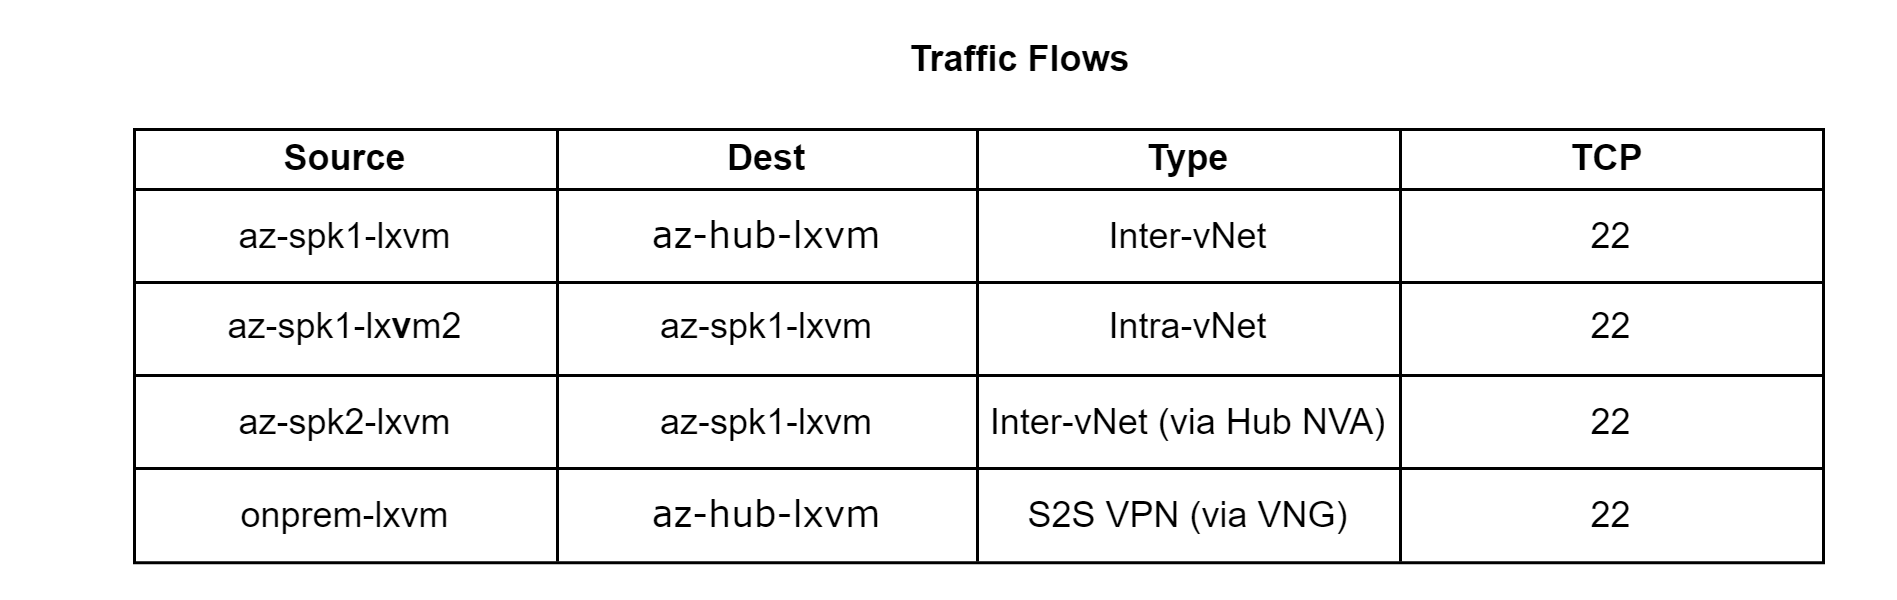 Traffic Flows
Source Dest Type TCP
az-spk1-lxvm az-hub-lxvm Inter-vNet 22
az-spk1-lxvm2 az-spk1-lxvm Intra-vNet 22
az-spk2-lxvm az-spk1-lxvm Inter-vNet (via Hub NVA) 22
onprem-lxvm az-hub-lxvm S2S VPN (via VNG) 22